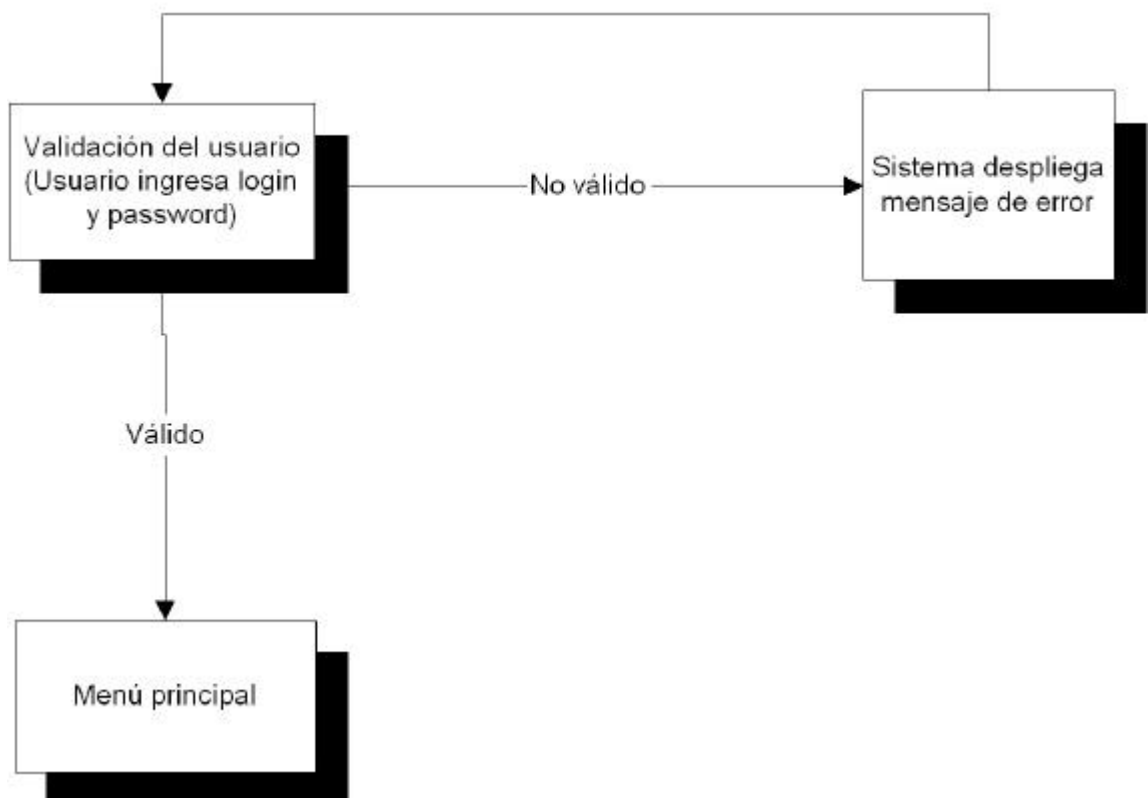 Validación del usuario
(Usuario ingresa login
y password)
No válido
Sistema despliega
mensaje de error
Válido
Menú principal